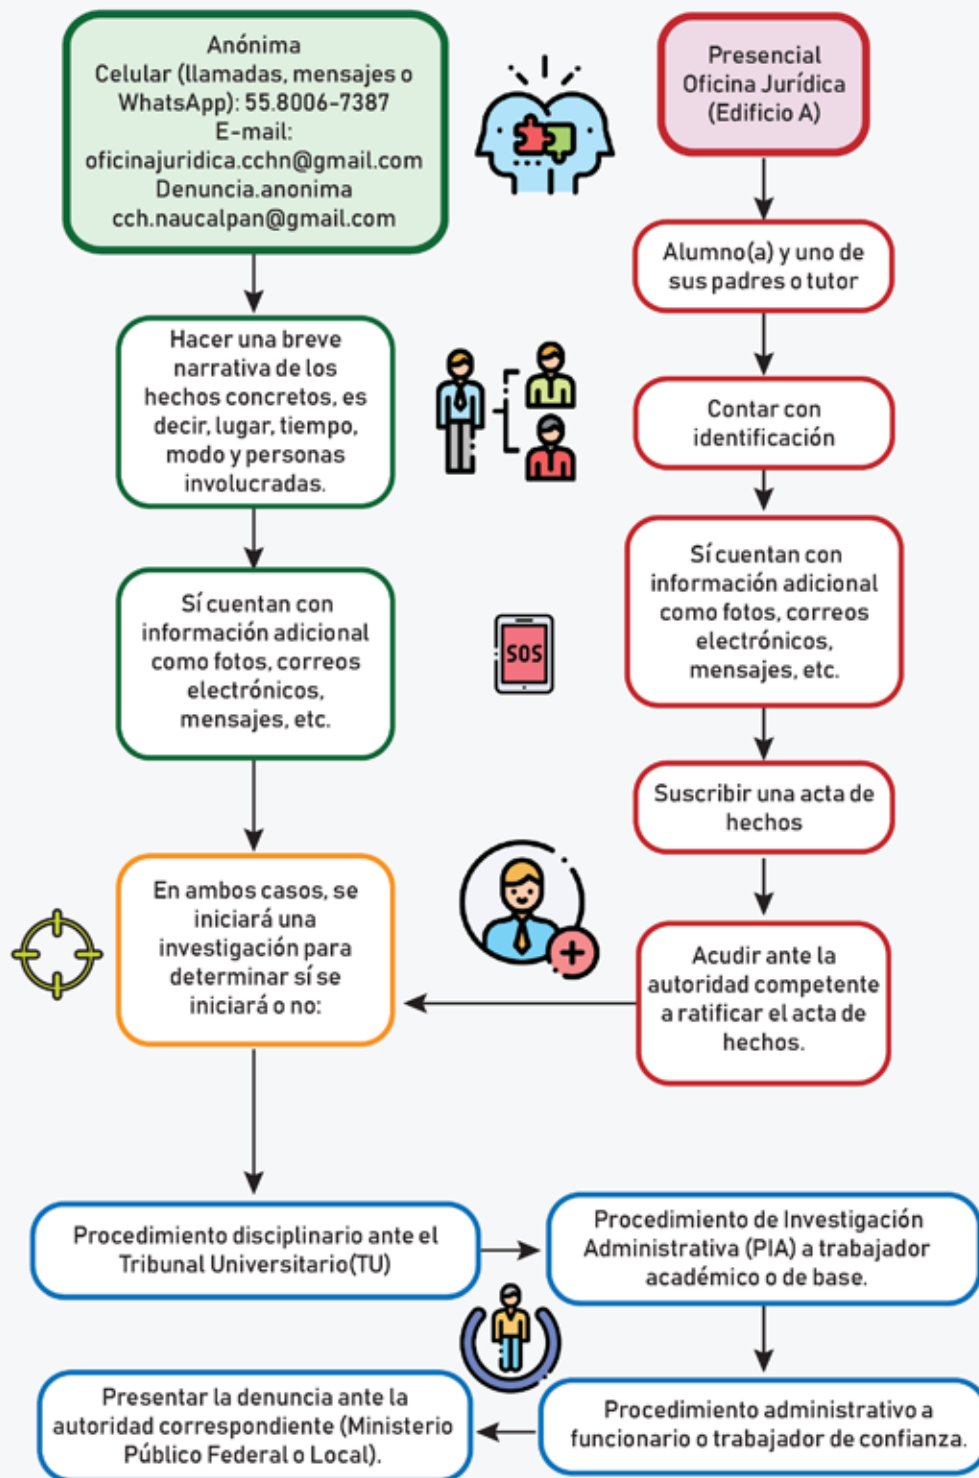 Anónima
Celular (llamadas, mensajes o
WhatsApp): 55.8006-7387
E-mail:
oficinajuridica.cchn@gmail.com
Denuncia.anonima
cch.naucalpan@gmail.com
Presencial
Oficina Jurídica
(Edificio A)
Alumno(a) y uno de
sus padres o tutor
Hacer una breve
narrativa de los
hechos concretos, es
decir, lugar, tiempo,
modo y personas
involucradas.
Contar con
identificación
Sí cuentan con
información adicional
como fotos, correos
electrónicos,
mensajes, etc.
Sí cuentan con
información adicional
como fotos, correos
electrónicos,
mensajes, etc.
SOS
Suscribir una acta de
hechos
En ambos casos, se
iniciará una
investigación para
determinar sí se
iniciará o no:
Acudir ante la
autoridad competente
a ratificar el acta de
hechos.
Procedimiento disciplinario ante el
Tribunal Universitario(TU)
Procedimiento de Investigación
Administrativa (PIA) a trabajador
académico o de base.
Presentar la denuncia ante la
autoridad correspondiente (Ministerio
Público Federal o Local).
Procedimiento administrativo a
funcionario o trabajador de confianza.